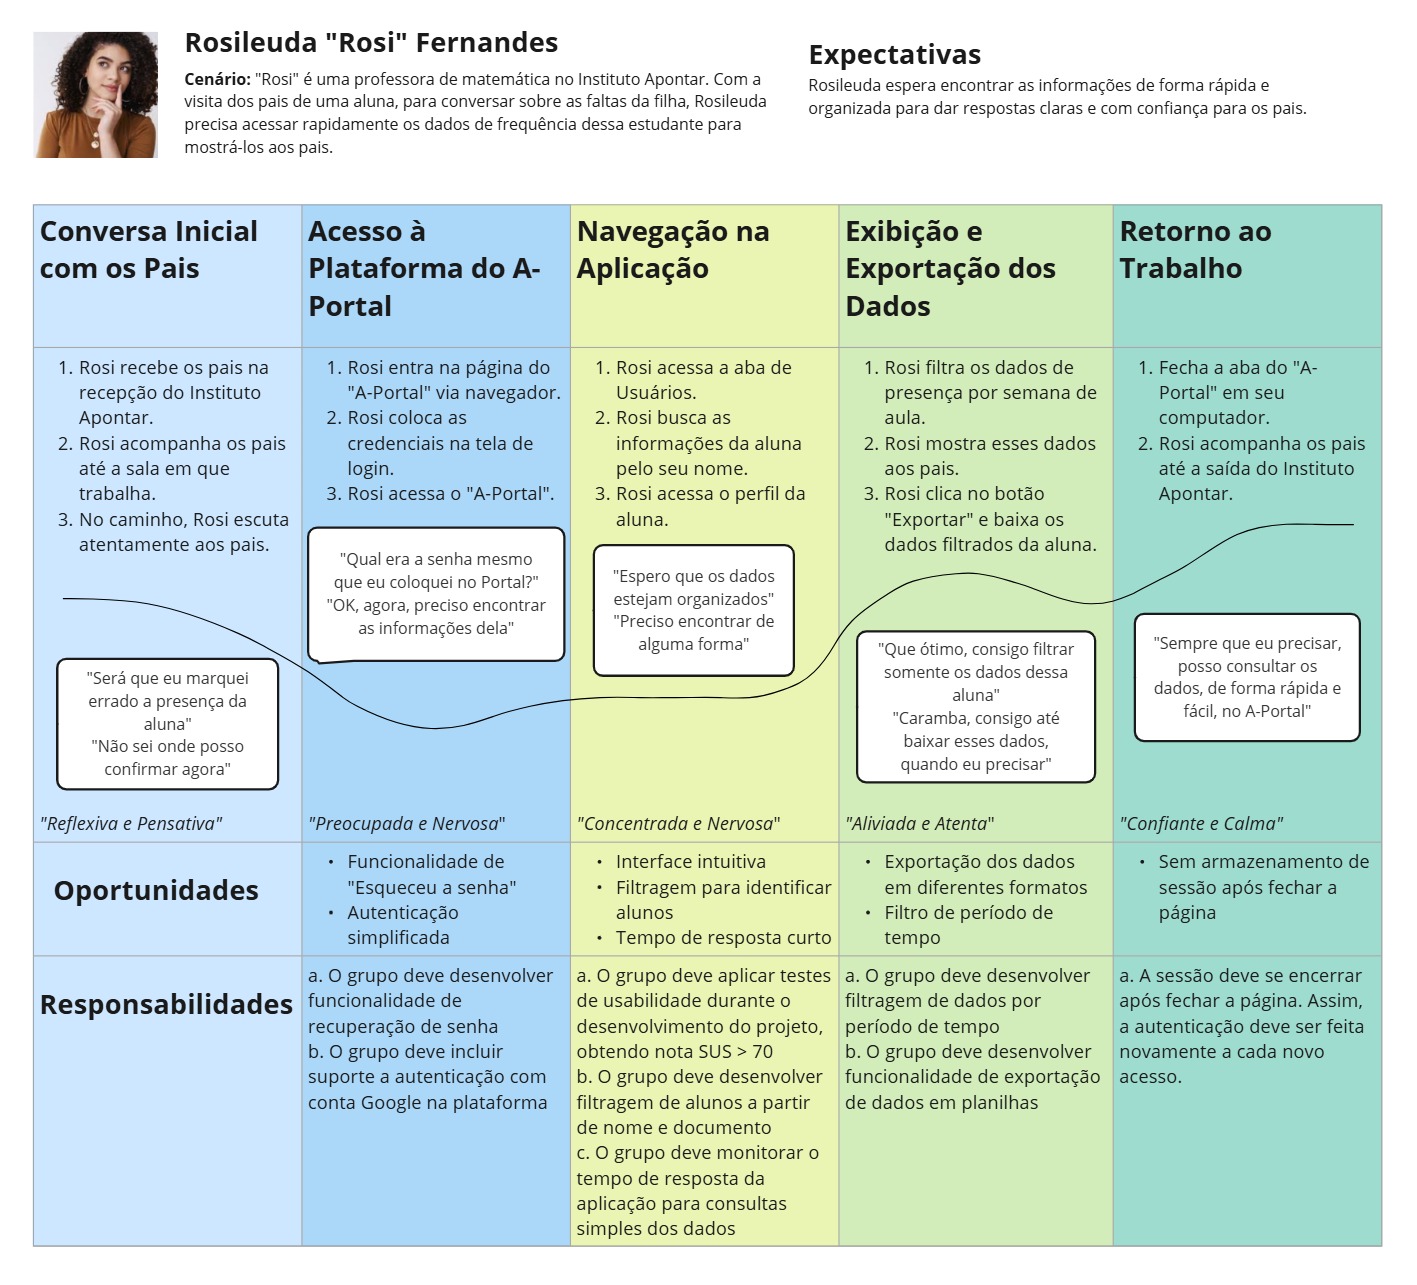 Rosileuda "Rosi" Fernandes
Cenário: "Rosi" é uma professora de matemática no Instituto Apontar. Com a
visita dos pais de uma aluna, para conversar sobre as faltas da filha, Rosileuda
precisa acessar rapidamente os dados de frequência dessa estudante para
mostrá-los aos pais.
Expectativas
Rosileuda espera encontrar as informações de forma rápida e
organizada para dar respostas claras e com confiança para os pais.
Conversa Inicial
com os Pais
1. Rosi recebe os pais na
recepção do Instituto
Apontar.
2. Rosi acompanha os pais
até a sala em que
trabalha.
3. No caminho, Rosi escuta
atentamente aos pais.
"Será que eu marquei
errado a presença da
aluna"
"Não sei onde posso
confirmar agora"
"Reflexiva e Pensativa"
Acesso à
Plataforma do A-
Portal
1. Rosi entra na página do
"A-Portal" via navegador.
2. Rosi coloca as
credenciais na tela de
login.
3. Rosi acessa o "A-Portal".
"Qual era a senha mesmo
que eu coloquei no Portal?"
"OK, agora, preciso encontrar
as informações dela"
"Preocupada e Nervosa"
Navegação na
Aplicação
1. Rosi acessa a aba de
Usuários.
2. Rosi busca as
informações da aluna
pelo seu nome.
3. Rosi acessa o perfil da
aluna.
"Espero que os dados
estejam organizados"
"Preciso encontrar de
alguma forma"
"Concentrada e Nervosa"
Exibição e
Exportação dos
Dados
1. Rosi filtra os dados de
presença por semana de
aula.
2. Rosi mostra esses dados
aos pais.
3. Rosi clica no botão
"Exportar" e baixa os
dados filtrados da aluna.
"Que ótimo, consigo filtrar
somente os dados dessa
aluna"
"Caramba, consigo até
baixar esses dados,
quando eu precisar"
"Aliviada e Atenta"
Retorno ao
Trabalho
1. Fecha a aba do "A-
Portal" em seu
computador.
2. Rosi acompanha os pais
até a saída do Instituto
Apontar.
"Sempre que eu precisar,
posso consultar os
dados, de forma rápida e
fácil, no A-Portal"
"Confiante e Calma"
Oportunidades
• Funcionalidade de
"Esqueceu a senha"
• Autenticação
simplificada
• Interface intuitiva
• Filtragem para identificar
alunos
• Tempo de resposta curto
• Exportação dos dados
em diferentes formatos
• Filtro de período de
tempo
• Sem armazenamento de
sessão após fechar a
página
Responsabilidades
a. O grupo deve desenvolver
funcionalidade de
recuperação de senha
b. O grupo deve incluir
suporte a autenticação com
conta Google na plataforma
a. O grupo deve aplicar testes
de usabilidade durante o
desenvolvimento do projeto,
obtendo nota SUS > 70
b. O grupo deve desenvolver
filtragem de alunos a partir
de nome e documento
c. O grupo deve monitorar o
tempo de resposta da
aplicação para consultas
simples dos dados
a. O grupo deve desenvolver
filtragem de dados por
período de tempo
b. O grupo deve desenvolver
funcionalidade de exportação
de dados em planilhas
a. A sessão deve se encerrar
após fechar a página. Assim,
a autenticação deve ser feita
novamente a cada novo
acesso.